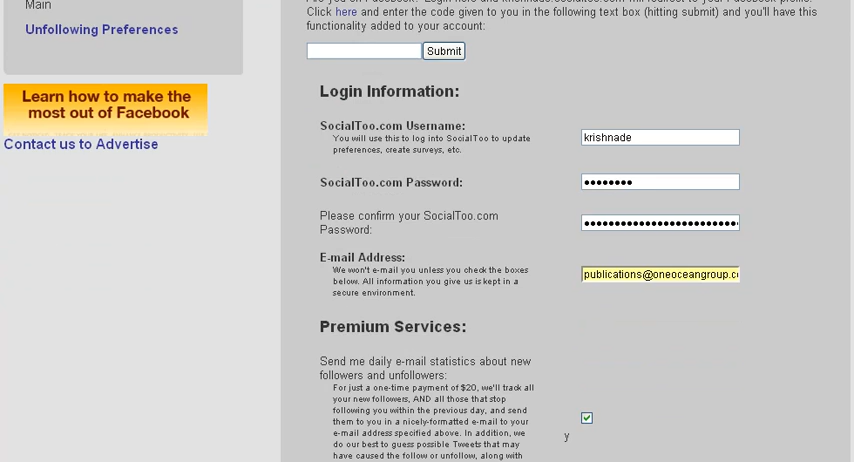 Main
Unfollowing Preferences
Learn how to make the
most out of Facebook
Contact us to Advertise
Click here and enter the code given to you in the following text box (hitting submit) and you'll have this
functionality added to your account:
Submit
Login Information:
SocialToo.com Username:
You will use this to log into SocialToo to update
preferences, create surveys, etc.
krishnade
SocialToo.com Password:
••••••••
Please confirm your SocialToo.com
Password:
E-mail Address:
We won't e-mail you unless you check the boxes
below. All information you give us is kept in a
secure environment.
publications@oneoceangroup.c
Premium Services:
Send me daily e-mail statistics about new
followers and unfollowers:
For just a one-time payment of $20, we'll track all
your new followers, AND all those that stop
following you within the previous day, and send
them to you in a nicely-formatted e-mail to your
e-mail address specified above. In addition, we
do our best to guess possible Tweets that may
have caused the follow or unfollow, along with
y